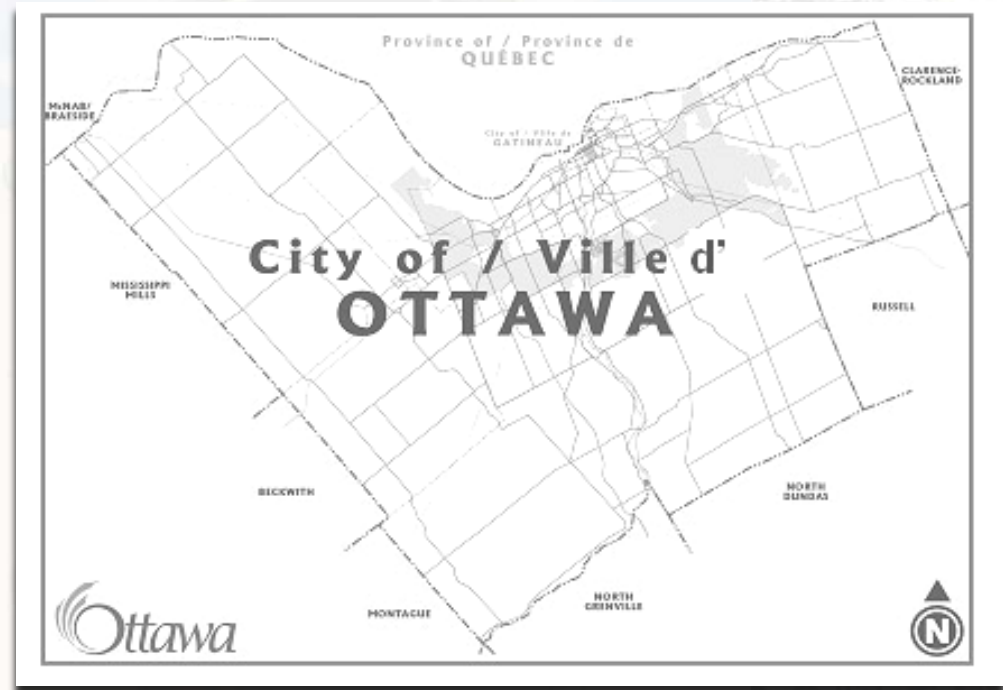 Province of / Province de
QUÉBEC
CLARENCE-
ROCKLAND
McNAB/
BRAESIDE
City of / Ville de
GATINEAU
City of / Ville d'
OTTAWA
MISSISSIPPI
MILLS
RUSSELL
BECKWITH
NORTH
DUNDAS
MONTAGUE
NORTH
GRENVILLE
Ottawa
N